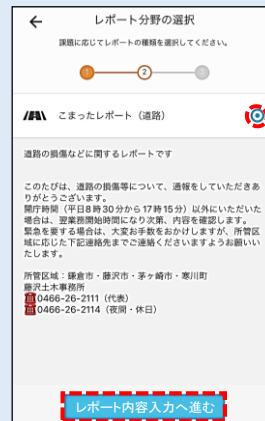 レポート分野の選択
課題に応じてレポートの種類を選択してください。
1 2 3
こまったレポート（道路）
道路の損傷などに関するレポートです
このたびは、道路の損傷等について、通報をしていただきあ
りがとうございます。
開庁時間（平日8時30分から17時15分）以外にいただいた
場合は、翌業務開始時間になり次第、内容を確認します。
緊急を要する場合は、大変お手数をおかけしますが、所管区
域に応じた下記連絡先までご連絡くださいますようお願いい
たします。
所管区域：鎌倉市・藤沢市・茅ヶ崎市・寒川町
藤沢土木事務所
☎0466-26-2111（代表）
☎0466-26-2114（夜間・休日）
レポート内容入力へ進む